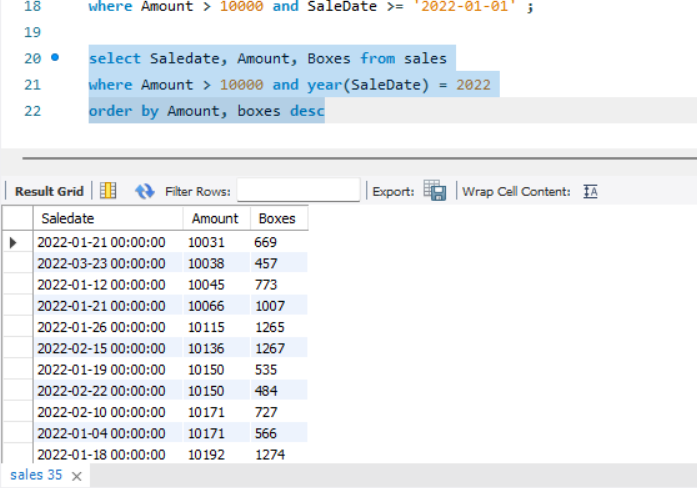 18 where Amount > 10000 and SaleDate >= '2022-01-01' ;
19
20 select Saledate, Amount, Boxes from sales
21 where Amount > 10000 and year(SaleDate) = 2022
22 order by Amount, boxes desc
Result Grid Filter Rows: Export: Wrap Cell Content: IA
Saledate Amount Boxes
2022-01-21 00:00:00 10031 669
2022-03-23 00:00:00 10038 457
2022-01-12 00:00:00 10045 773
2022-01-21 00:00:00 10066 1007
2022-01-26 00:00:00 10115 1265
2022-02-15 00:00:00 10136 1267
2022-01-19 00:00:00 10150 535
2022-02-22 00:00:00 10150 484
2022-02-10 00:00:00 10171 727
2022-01-04 00:00:00 10171 566
2022-01-18 00:00:00 10192 1274
sales 35